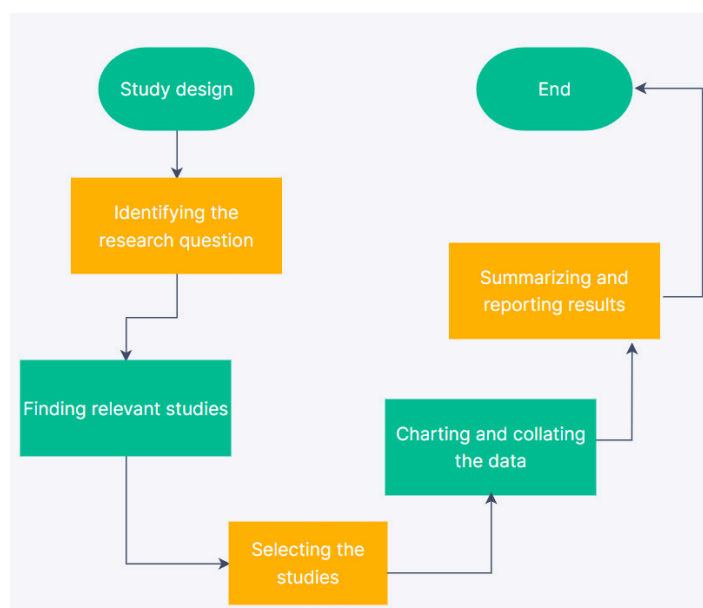 Study design
Identifying the
research question
Finding relevant studies
Selecting the
studies
Charting and collating
the data
Summarizing and
reporting results
End